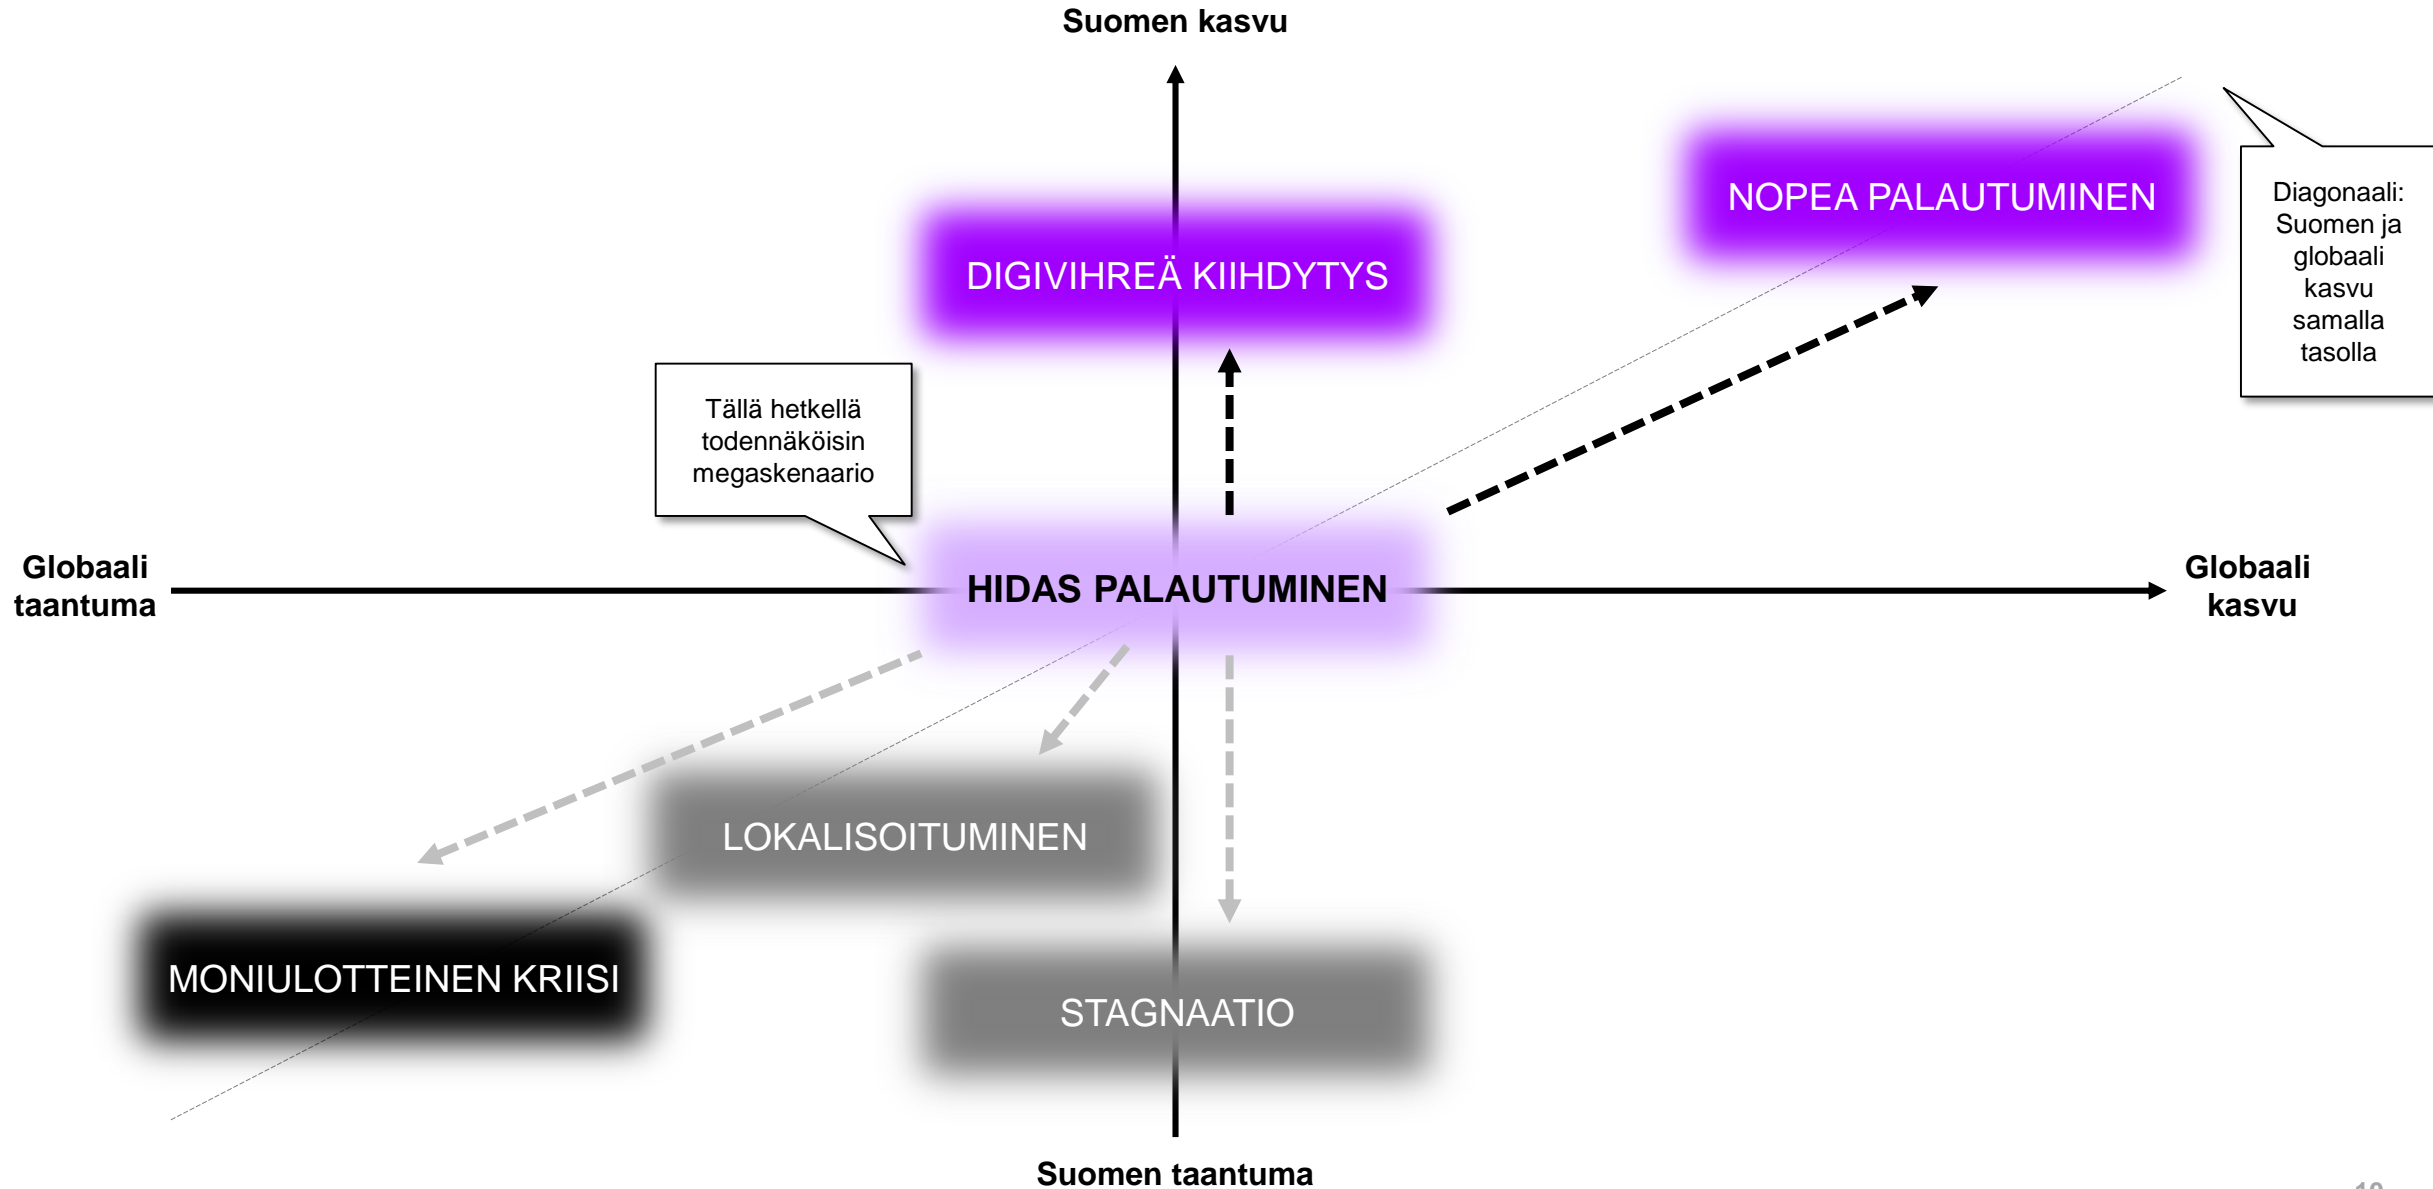 Suomen kasvu
NOPEA PALAUTUMINEN
Diagonaali:
Suomen ja
globaali
kasvu
samalla
tasolla
DIGIVIHREÄ KIIHDYTYS
Tällä hetkellä
todennäköisin
megaskenaario
Globaali
taantuma
HIDAS PALAUTUMINEN
Globaali
kasvu
LOKALISOITUMINEN
MONIULOTTEINEN KRIISI
STAGNAATIO
Suomen taantuma